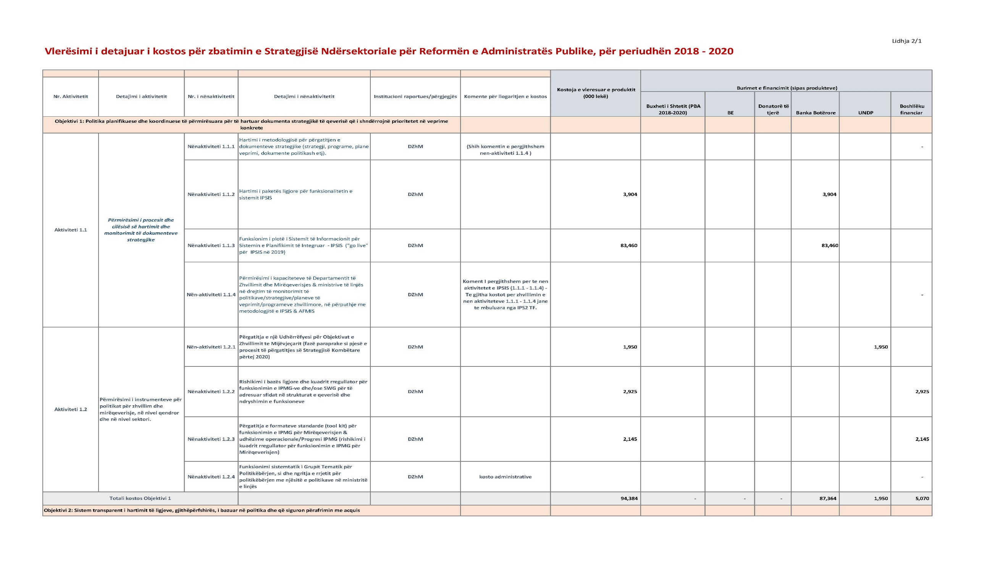 Lidhja 2/1
Vlerësimi i detajuar i kostos për zbatimin e Strategjisë Ndërsektoriale për Reformën e Administratës Publike, për periudhën 2018 - 2020
Nr. Aktivitetit
Detajimi i aktivitetit
Nr. i nënaktivitetit
Detajimi i nënaktivitetit
Institucioni raportues/përgjegjës
Komente për llogaritjen e kostos
Kostoja e vleresuar e produktit
(000 lekë)
Burimet e financimit (sipas produkteve)
Buxheti i Shtetit (PBA
2018-2020)
BE
Donatorë të
tjerë
Banka Botërore
UNDP
Boshllëku
financiar
Objektivi 1: Politika planifikuese dhe koordinuese të përmirësuara për të hartuar dokumenta strategjikë të qeverisë që i shndërrojnë prioritetet në veprime
konkrete
Aktiviteti 1.1
Përmirësimi i procesit dhe
cilësisë së hartimit dhe
monitorimit të dokumenteve
strategjike
Nënaktiviteti 1.1.1
Hartimi i metodologjisë për përgatitjen e
dokumenteve strategjike (strategji, programe, plane
veprimi, dokumente politikash etj).
DZhM
(Shih komentin e pergjithshem
nen-aktiviteti 1.1.4 )
-
Nënaktiviteti 1.1.2
Hartimi i paketës ligjore për funksionalitetin e
sistemit IPSIS
DZhM
3,904
3,904
Nënaktiviteti 1.1.3
Funksionim i plotë i Sistemit të Informacionit për
Sistemin e Planifikimit të Integruar - IPSIS ("go live"
për IPSIS në 2019)
DZhM
83,460
83,460
Nën-aktiviteti 1.1.4
Përmirësimi i kapaciteteve të Departamentit të
Zhvillimit dhe Mirëqeverisjes & ministrive të linjës
në drejtim të monitorimit të
politikave/strategjive/planeve të
veprimit/programeve zhvillimore, në përputhje me
metodologjitë e IPSIS & AFMIS
DZhM
Koment I pergjithshem per te nen
aktivitetet e IPSIS (1.1.1 - 1.1.4) -
Te gjitha kostot per zhvillimin e
nen aktiviteteve 1.1.1 - 1.1.4 jane
te mbuluara nga IPS2 TF.
-
Aktiviteti 1.2
Përmirësimi i instrumenteve për
politikat për zhvillim dhe
mirëqeverisje, në nivel qendror
dhe në nivel sektori.
Nën-aktiviteti 1.2.1
Përgatitja e një Udhërrëfyesi për Objektivat e
Zhvillimit te Mijëvjeçarit (fazë paraprake si pjesë e
procesit të përgatitjes së Strategjisë Kombëtare
përtej 2020)
DZhM
1,950
1,950
Nënaktiviteti 1.2.2
Rishikimi i bazës ligjore dhe kuadrit rregullator për
funksionimin e IPMG-ve dhe/ose SWG për të
adresuar sfidat në strukturat e qeverisë dhe
ndryshimin e funksioneve
DZhM
2,925
2,925
Nënaktiviteti 1.2.3
Përgatitja e formateve standarde (tool kit) për
funksionimin e IPMG për Mirëqeverisjen &
udhëzime operacionale/Progresi IPMG (rishikimi i
kuadrit rregullator për funksionimin e IPMG për
Mirëqeverisjen)
DZhM
2,145
2,145
Nënaktiviteti 1.2.4
Funksionimi sistemtatik i Grupit Tematik për
Politikëbërjen, si dhe ngritja e rrjetit për
politikëbërjen me njësitë e politikave në ministritë
e linjës
DZhM
kosto administrative
-
Totali kostos Objektivi 1
94,384
-
-
-
87,364
1,950
5,070
Objektivi 2: Sistem transparent i hartimit të ligjeve, gjithëpërfshirës, i bazuar në politika dhe që siguron përafrimin me acquis